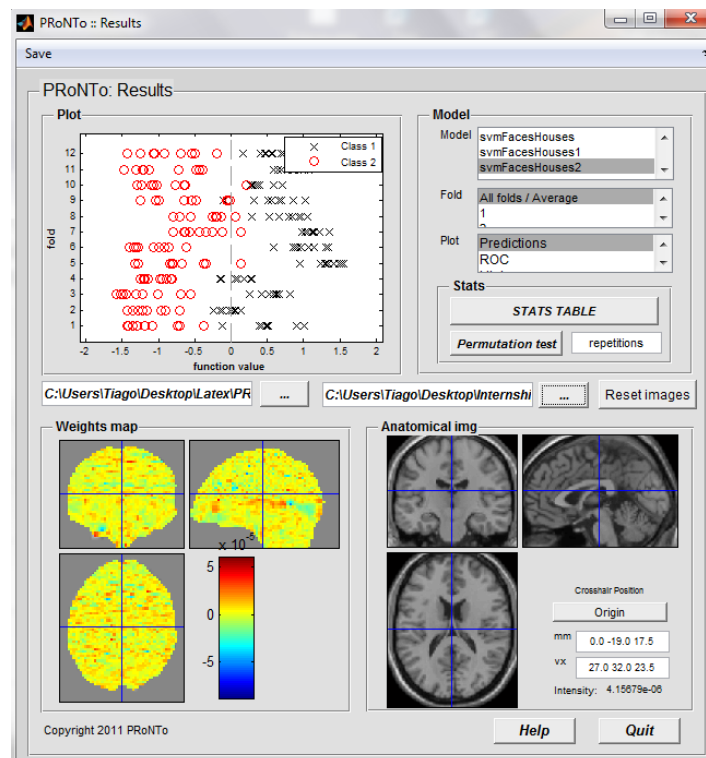 PRoNTo :: Results
Save
PRoNTo: Results
Plot
Class 1
Class 2
12
11
10
9
8
7
6
5
4
3
2
1
fold
-2 -1.5 -1 -0.5 0 0.5 1 1.5 2
function value
Model
Model
svmFacesHouses
svmFacesHouses1
svmFacesHouses2
Fold
All folds / Average
1
Plot
Predictions
ROC
Stats
STATS TABLE
Permutation test
repetitions
C:\Users\Tiago\Desktop\Latex\PR
...
C:\Users\Tiago\Desktop\Internshi
...
Reset images
Weights map
x 10-5
5
0
-5
Anatomical img
Crosshair Position
Origin
mm
0.0 -19.0 17.5
vx
27.0 32.0 23.5
Intensity: 4.15679e-06
Copyright 2011 PRoNTo
Help
Quit